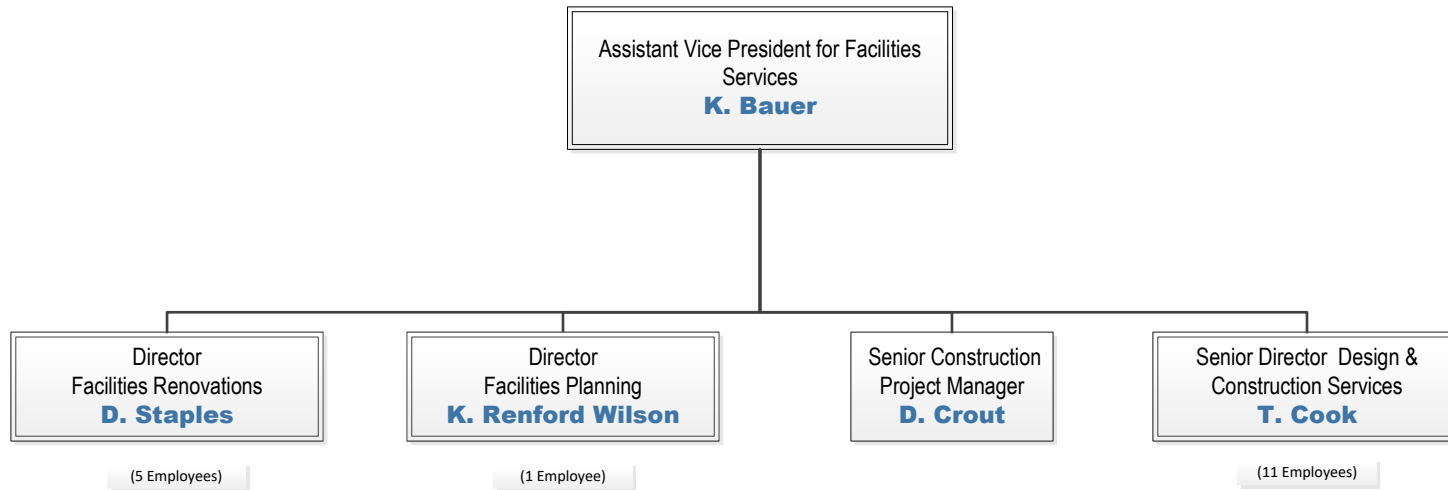 Assistant Vice President for Facilities
Services
K. Bauer
Director
Facilities Renovations
D. Staples
(5 Employees)
Director
Facilities Planning
K. Renford Wilson
(1 Employee)
Senior Construction
Project Manager
D. Crout
Senior Director Design &
Construction Services
T. Cook
(11 Employees)